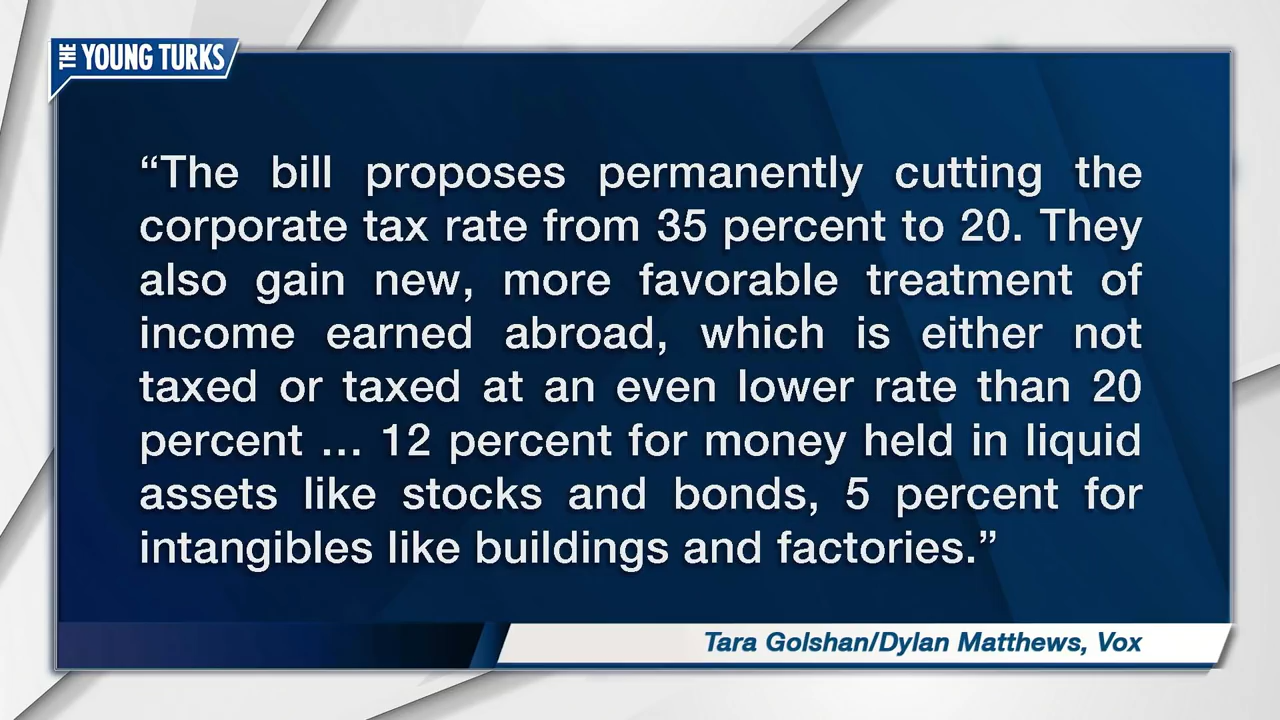 THE YOUNG TURKS
“The bill proposes permanently cutting the
corporate tax rate from 35 percent to 20. They
also gain new, more favorable treatment of
income earned abroad, which is either not
taxed or taxed at an even lower rate than 20
percent ... 12 percent for money held in liquid
assets like stocks and bonds, 5 percent for
intangibles like buildings and factories.”
Tara Golshan/Dylan Matthews, Vox